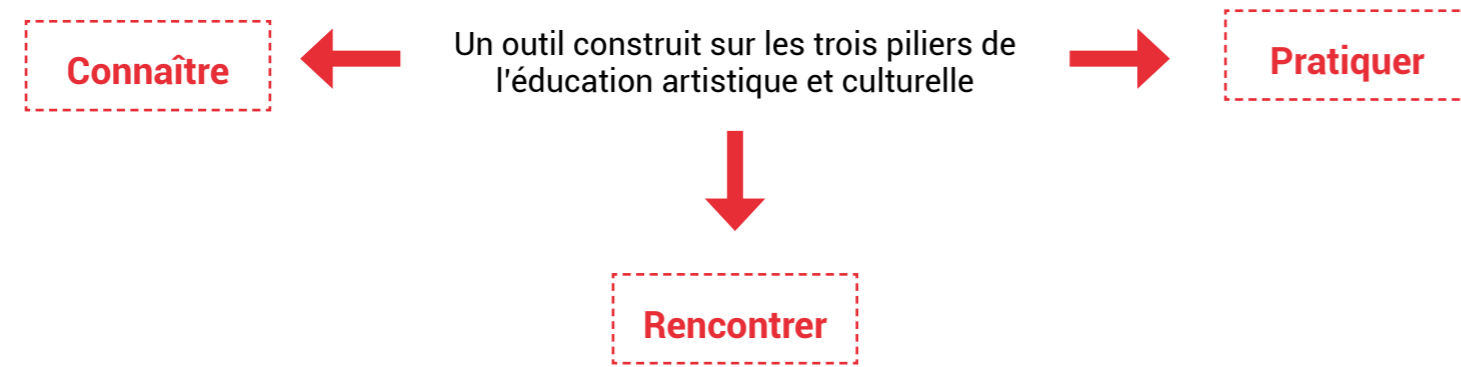 Un outil construit sur les trois piliers de
l'éducation artistique et culturelle
Connaître
Pratiquer
Rencontrer